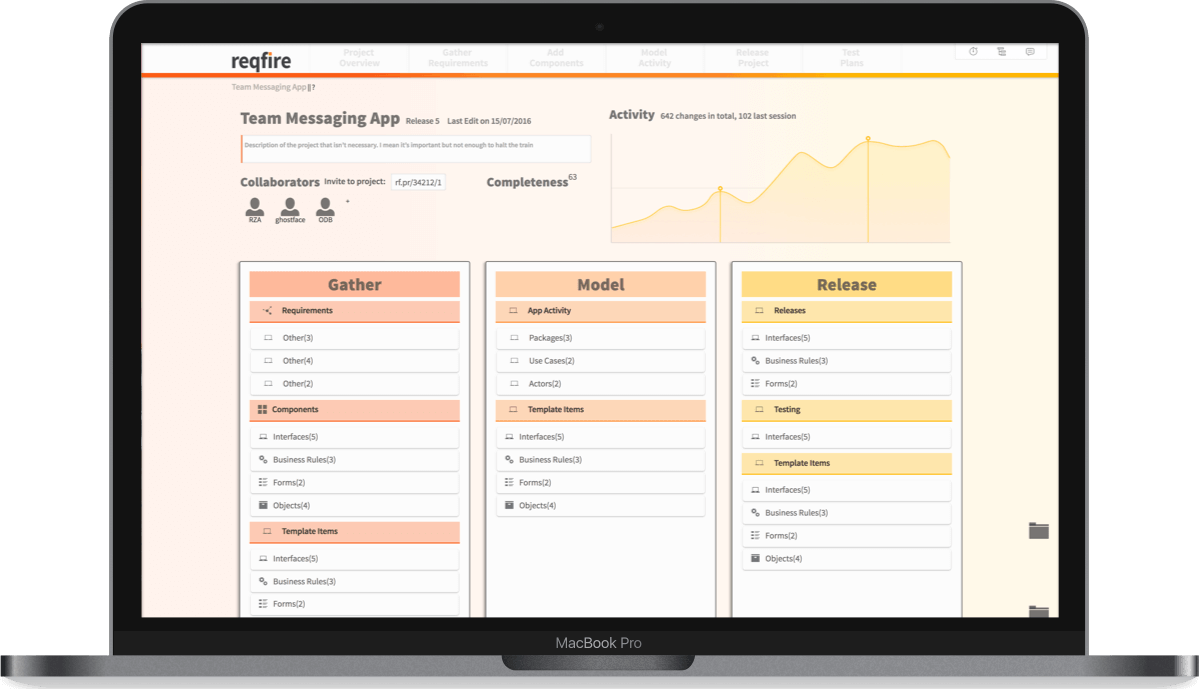 reqfire
Project Overview
Gather Requirements
Add Components
Model Activity
Release Project
Test Plans
Team Messaging App||?
Team Messaging App Release 5 Last Edit on 15/07/2016
Description of the project that isn't necessary. I mean it's important but not enough to halt the train
Collaborators Invite to project: rf.pr/34212/1
Completeness 63
RZA ghostface ODB +
Activity 642 changes in total, 102 last session
Gather
Requirements
Other(3)
Other(4)
Other(2)
Components
Interfaces(5)
Business Rules(3)
Forms(2)
Objects(4)
Template Items
Interfaces(5)
Business Rules(3)
Forms(2)
Model
App Activity
Packages(3)
Use Cases(2)
Actors(2)
Template Items
Interfaces(5)
Business Rules(3)
Forms(2)
Objects(4)
Release
Releases
Interfaces(5)
Business Rules(3)
Forms(2)
Testing
Interfaces(5)
Template Items
Interfaces(5)
Business Rules(3)
Forms(2)
Objects(4)
MacBook Pro